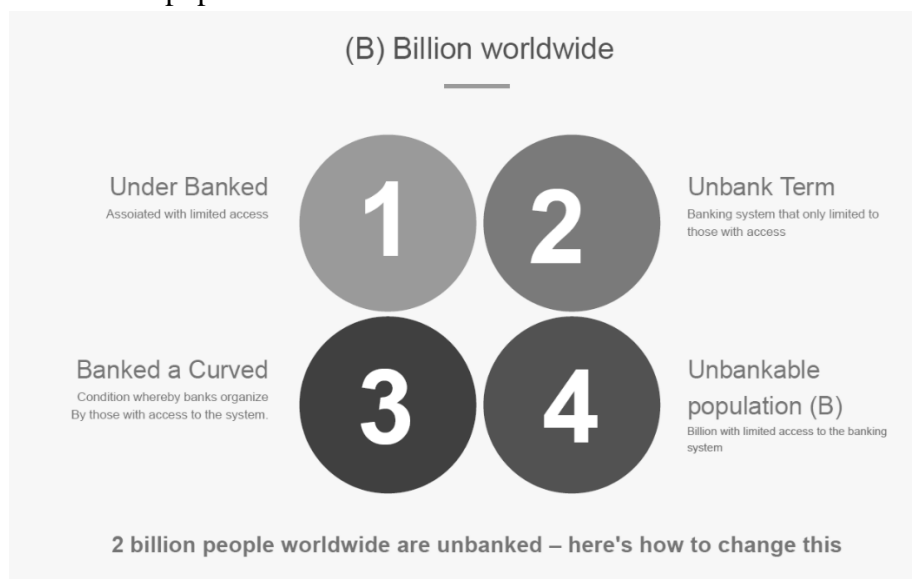 (B) Billion worldwide
Under Banked
Assoiated with limited access
1
2
Unbank Term
Banking system that only limited to
those with access
Banked a Curved
Condition whereby banks organize
By those with access to the system.
3
4
Unbankable
population (B)
Billion with limited access to the banking
system
2 billion people worldwide are unbanked – here's how to change this